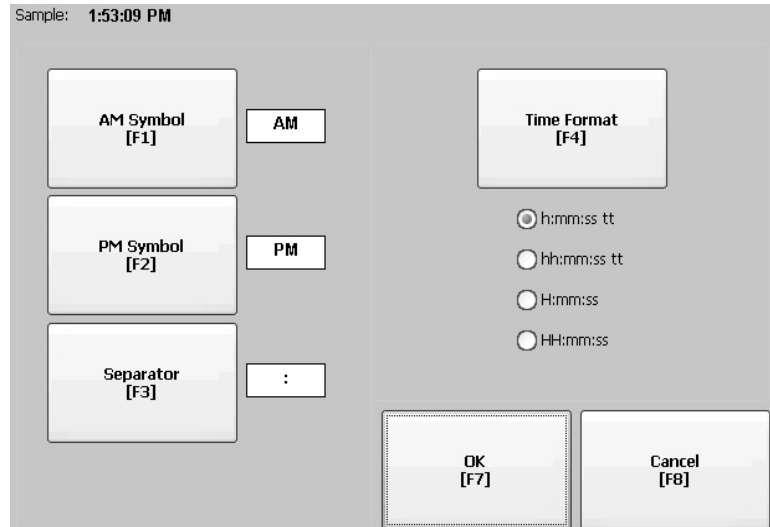 Sample: 1:53:09 PM
AM Symbol
[F1]
AM
Time Format
[F4]
PM Symbol
[F2]
PM
h:mm:ss tt
hh:mm:ss tt
H:mm:ss
HH:mm:ss
Separator
[F3]
:
OK
[F7]
Cancel
[F8]